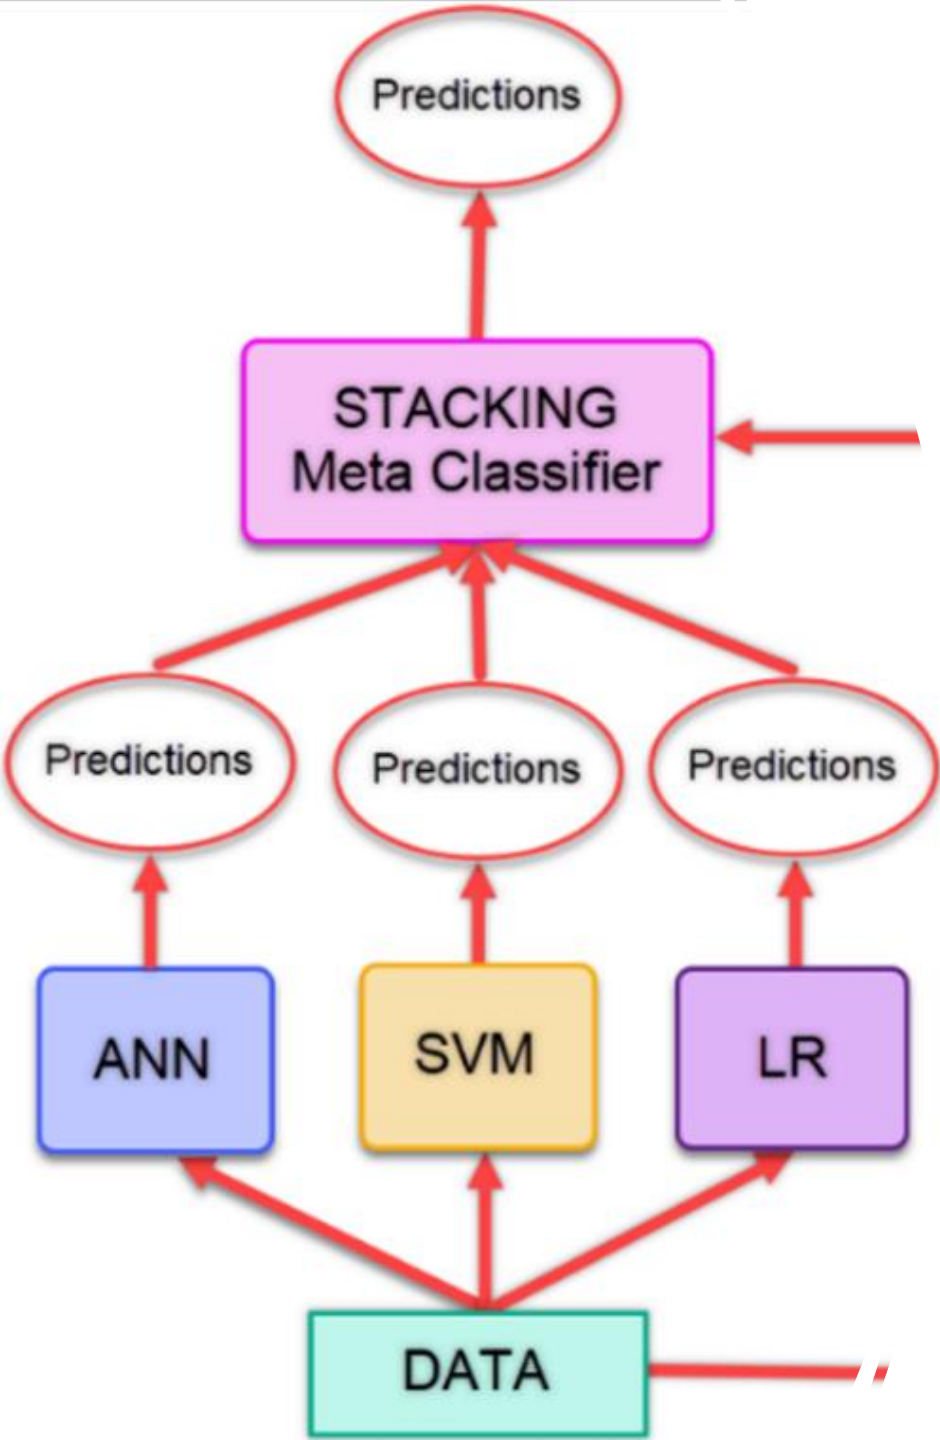 Predictions
STACKING
Meta Classifier
Predictions
Predictions
Predictions
ANN
SVM
LR
DATA